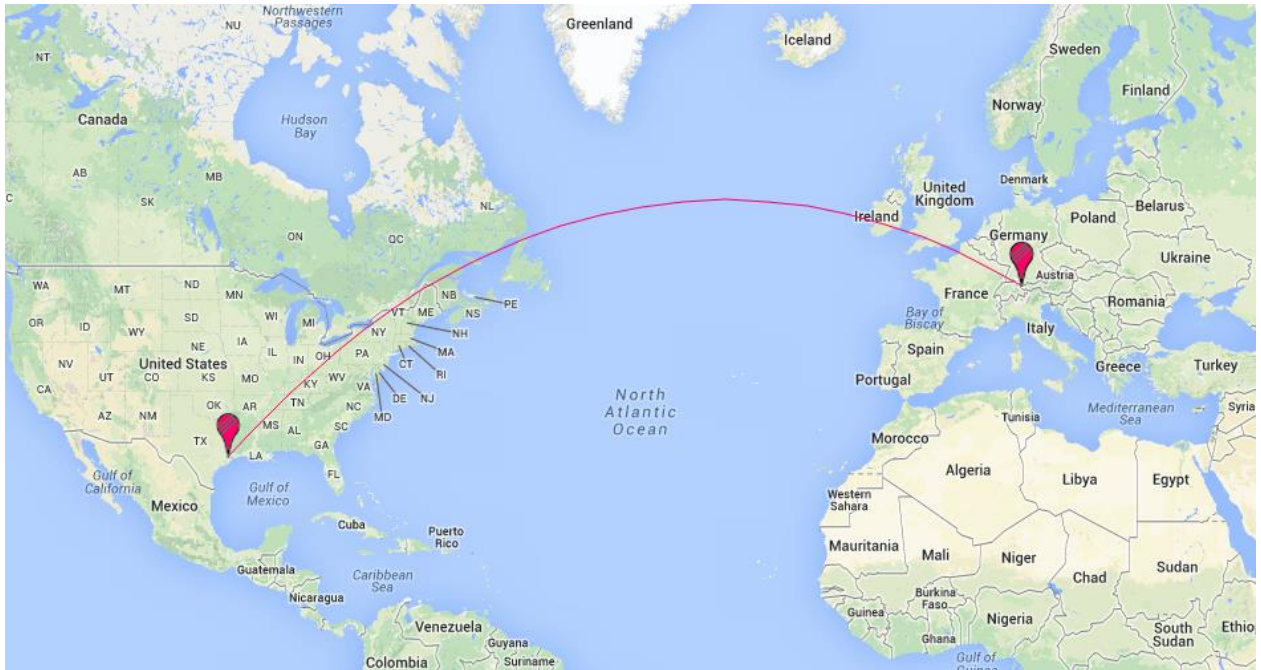 Northwestern
Passages
NU
Greenland
Iceland
Sweden
NT
Finland
Norway
Canada
Hudson
Bay
AB
MB
SK
NL
ON
QC
Denmark
United
Kingdom
Ireland
Belarus
Poland
Germany
Ukraine
Austria
France
Romania
Bay of
Biscay
Italy
Spain
Portugal
Greece
Turkey
WA
MT
ND
MN
OR
ID
WY
SD
WI
MI
NB
PE
NS
VT
ME
NY
NH
MA
CT
RI
NE
IA
United States
NV
UT
CO
KS
MO
IL
IN
OH
PA
KY
WV
VA
DE
NJ
MD
CA
AZ
NM
OK
AR
TN
NC
TX
MS
AL
SC
GA
LA
FL
North
Atlantic
Ocean
Tunisia
Mediterranean
Sea
Syria
Morocco
Algeria
Libya
Egypt
Gulf of
California
Gulf of
Mexico
Mexico
Western
Sahara
Cuba
Puerto
Rico
Mauritania
Mali
Niger
Chad
Sudan
Guatemala
Caribbean
Sea
Nicaragua
Burkina
Faso
Guinea
Nigeria
Ghana
South
Sudan
Ethio
Venezuela
Guyana
Suriname
Colombia
Gulf of